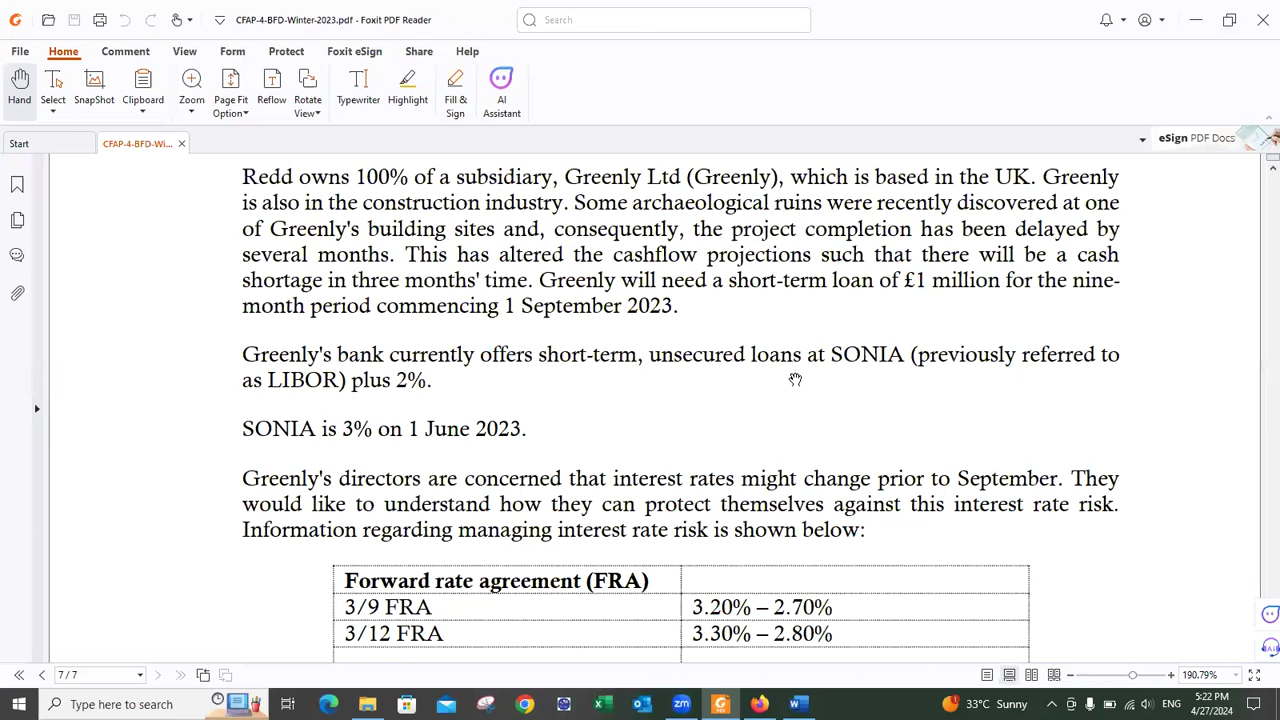 CFAP-4-BFD-Winter-2023.pdf - Foxit PDF Reader
Search
File Home Comment View Form Protect Foxit eSign Share Help
Hand Select SnapShot Clipboard Zoom Page Fit Option Reflow Rotate View Typewriter Highlight Fill & Sign AI Assistant
Start CFAP-4-BFD-Wi... eSign PDF Docs
Redd owns 100% of a subsidiary, Greenly Ltd (Greenly), which is based in the UK. Greenly
is also in the construction industry. Some archaeological ruins were recently discovered at one
of Greenly's building sites and, consequently, the project completion has been delayed by
several months. This has altered the cashflow projections such that there will be a cash
shortage in three months' time. Greenly will need a short-term loan of £1 million for the nine-
month period commencing 1 September 2023.
Greenly's bank currently offers short-term, unsecured loans at SONIA (previously referred to
as LIBOR) plus 2%.
SONIA is 3% on 1 June 2023.
Greenly's directors are concerned that interest rates might change prior to September. They
would like to understand how they can protect themselves against this interest rate risk.
Information regarding managing interest rate risk is shown below:
Forward rate agreement (FRA)
3/9 FRA 3.20% – 2.70%
3/12 FRA 3.30% – 2.80%
7 / 7 190.79%
Type here to search 33°C Sunny ENG 5:22 PM
4/27/2024